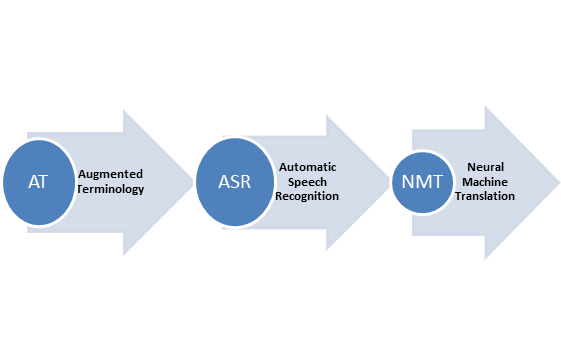 AT
Augmented
Terminology
ASR
Automatic
Speech
Recognition
NMT
Neural
Machine
Translation